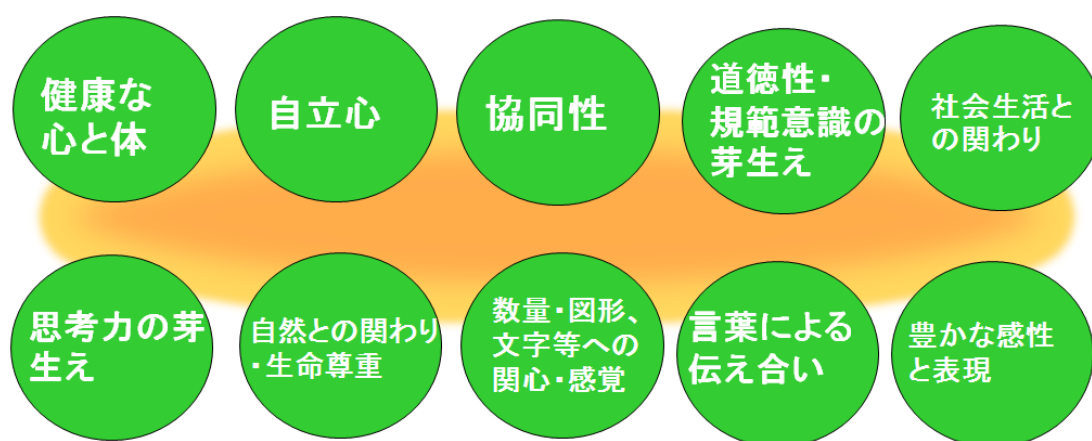 健康な
心と体
自立心
協同性
道徳性・
規範意識の
芽生え
社会生活と
の関わり
思考力の芽
生え
自然との関わり
・生命尊重
数量・図形、
文字等への
関心・感覚
言葉による
伝え合い
豊かな感性
と表現